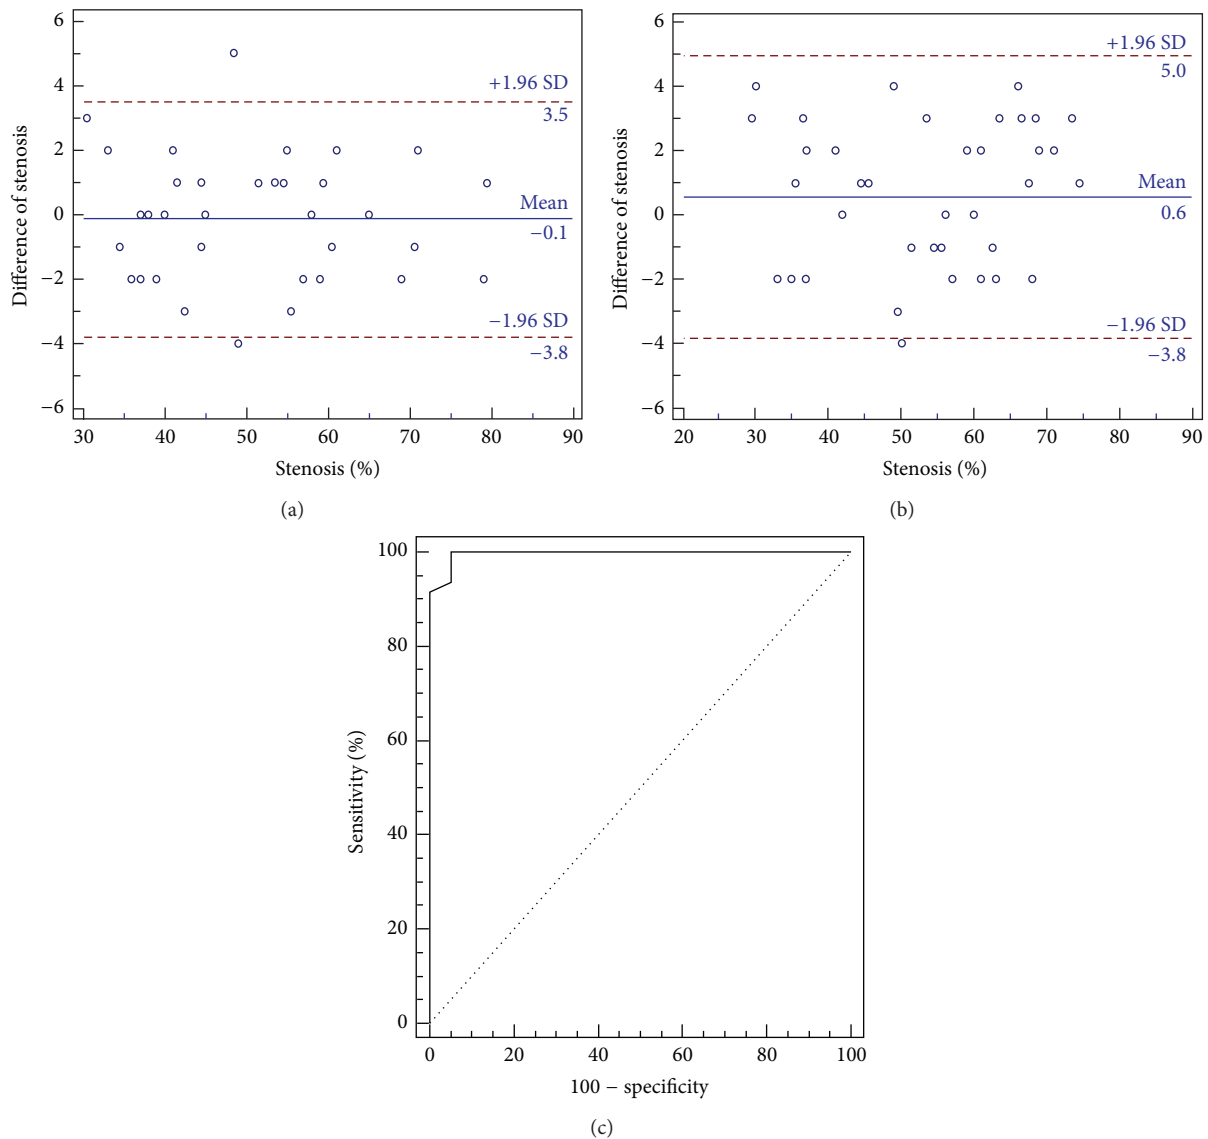 6
4
2
0
−2
−4
−6
Difference of stenosis
+1.96 SD
3.5
Mean
−0.1
−1.96 SD
−3.8
30 40 50 60 70 80 90
Stenosis (%)
(a)
6
4
2
0
−2
−4
−6
Difference of stenosis
+1.96 SD
5.0
Mean
0.6
−1.96 SD
−3.8
20 30 40 50 60 70 80 90
Stenosis (%)
(b)
100
80
60
40
20
0
Sensitivity (%)
0 20 40 60 80 100
100 − specificity
(c)